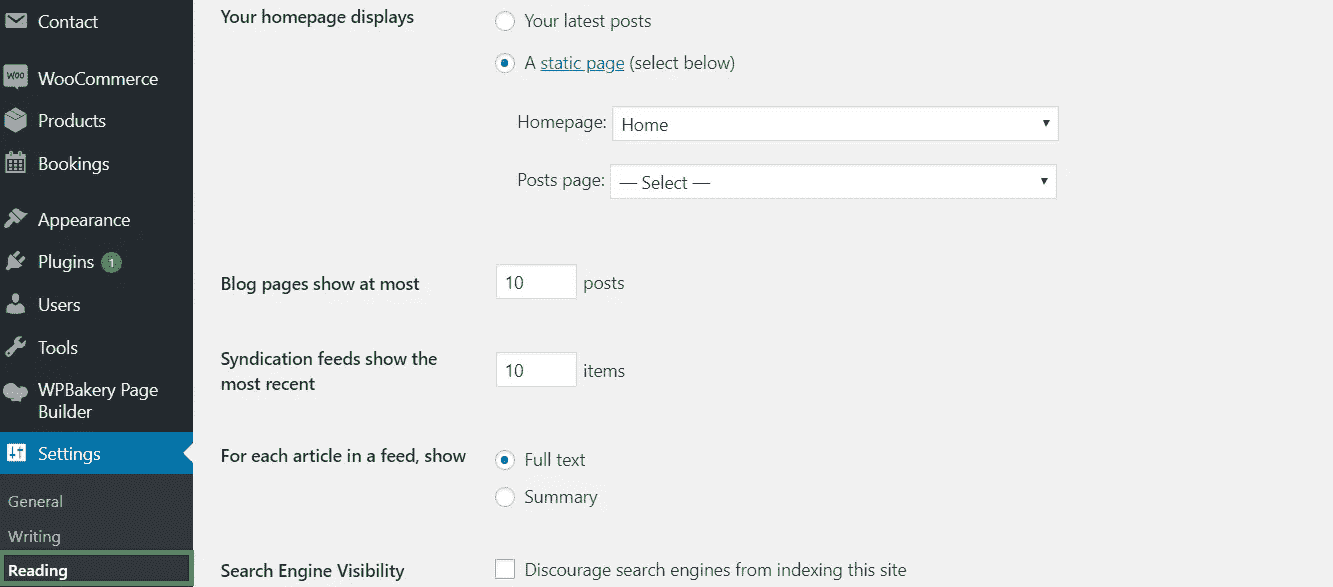 Contact
WOO
WooCommerce
Products
Bookings
Appearance
Plugins 1
Users
Tools
WPBakery Page
Builder
Settings
General
Writing
Reading
Your homepage displays
Your latest posts
A static page (select below)
Homepage: Home
Posts page: — Select —
Blog pages show at most 10 posts
Syndication feeds show the
most recent
10 items
For each article in a feed, show
Full text
Summary
Search Engine Visibility
Discourage search engines from indexing this site